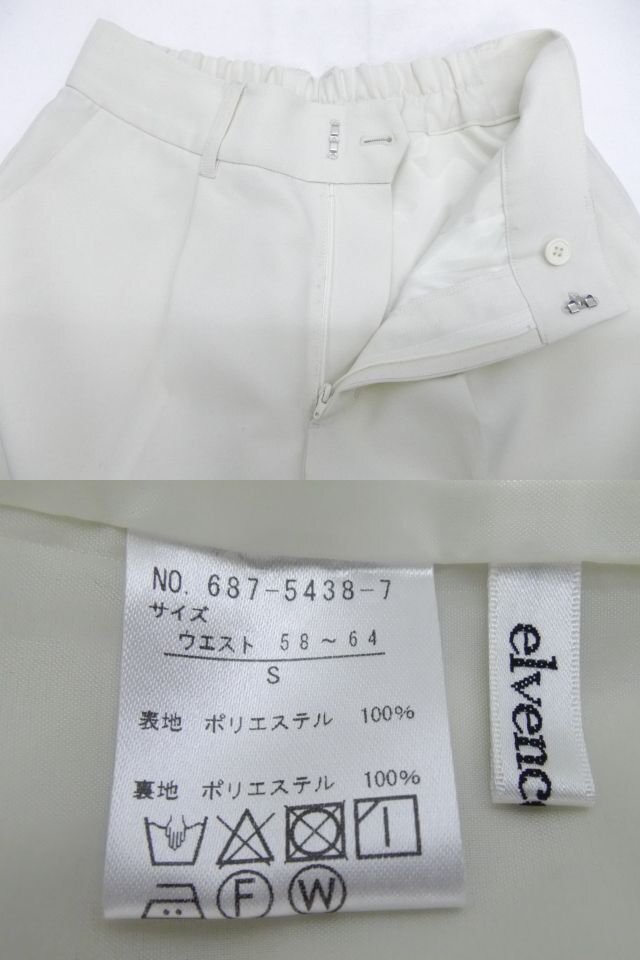 NO. 687-5438-7
サイズ
ウエスト 58~64
S
表地 ポリエステル 100%
裏地 ポリエステル 100%
F W